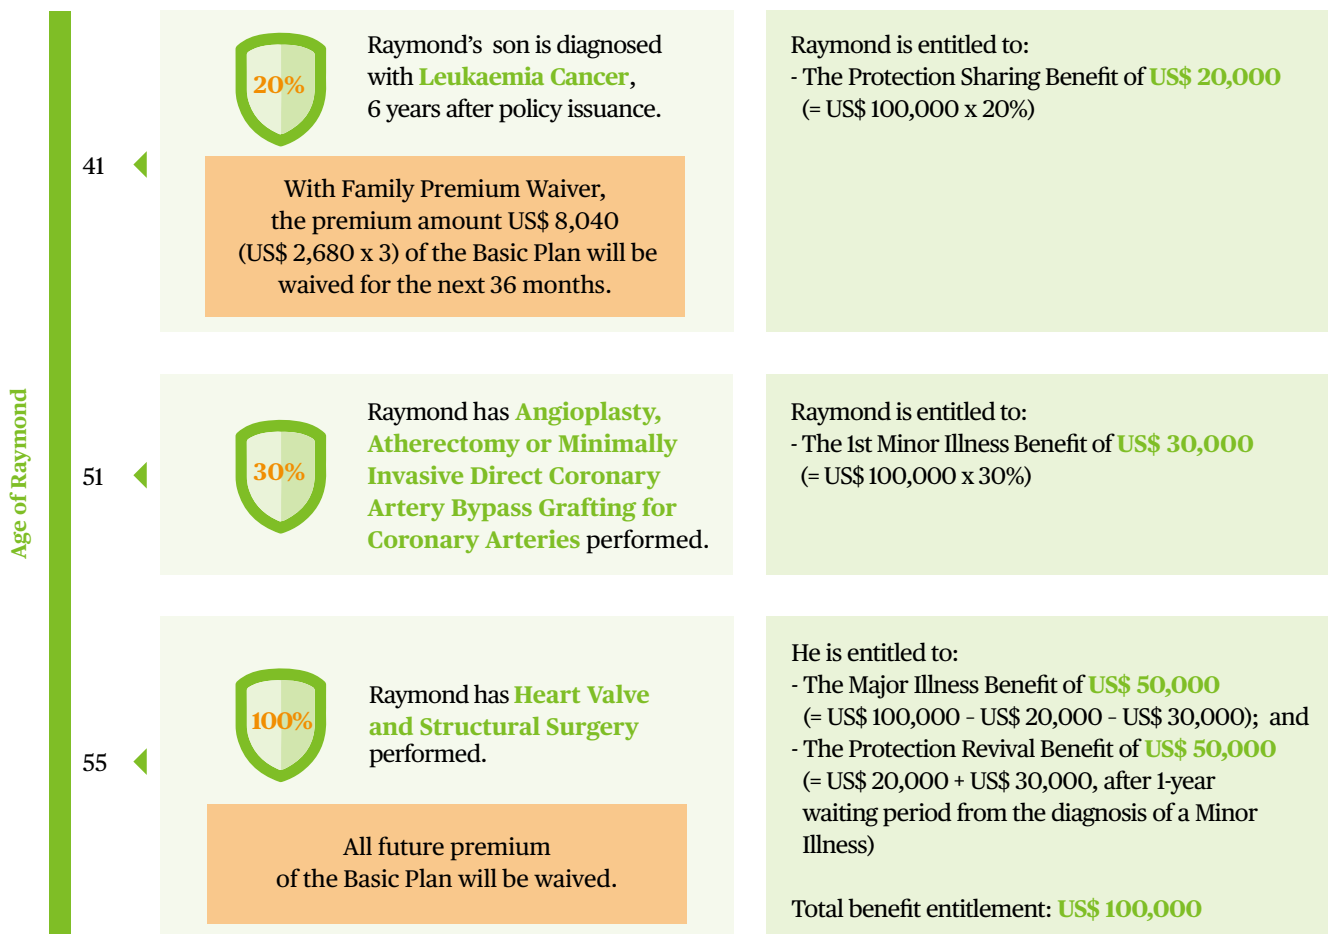 Age of Raymond
41
20%
Raymond's son is diagnosed
with Leukaemia Cancer,
6 years after policy issuance.
With Family Premium Waiver,
the premium amount US$ 8,040
(US$ 2,680 x 3) of the Basic Plan will be
waived for the next 36 months.
Raymond is entitled to:
- The Protection Sharing Benefit of US$ 20,000
(= US$ 100,000 x 20%)
51
30%
Raymond has Angioplasty,
Atherectomy or Minimally
Invasive Direct Coronary
Artery Bypass Grafting for
Coronary Arteries performed.
Raymond is entitled to:
- The 1st Minor Illness Benefit of US$ 30,000
(= US$ 100,000 x 30%)
55
100%
Raymond has Heart Valve
and Structural Surgery
performed.
All future premium
of the Basic Plan will be waived.
He is entitled to:
- The Major Illness Benefit of US$ 50,000
(= US$ 100,000 – US$ 20,000 – US$ 30,000); and
- The Protection Revival Benefit of US$ 50,000
(= US$ 20,000 + US$ 30,000, after 1-year
waiting period from the diagnosis of a Minor
Illness)
Total benefit entitlement: US$ 100,000